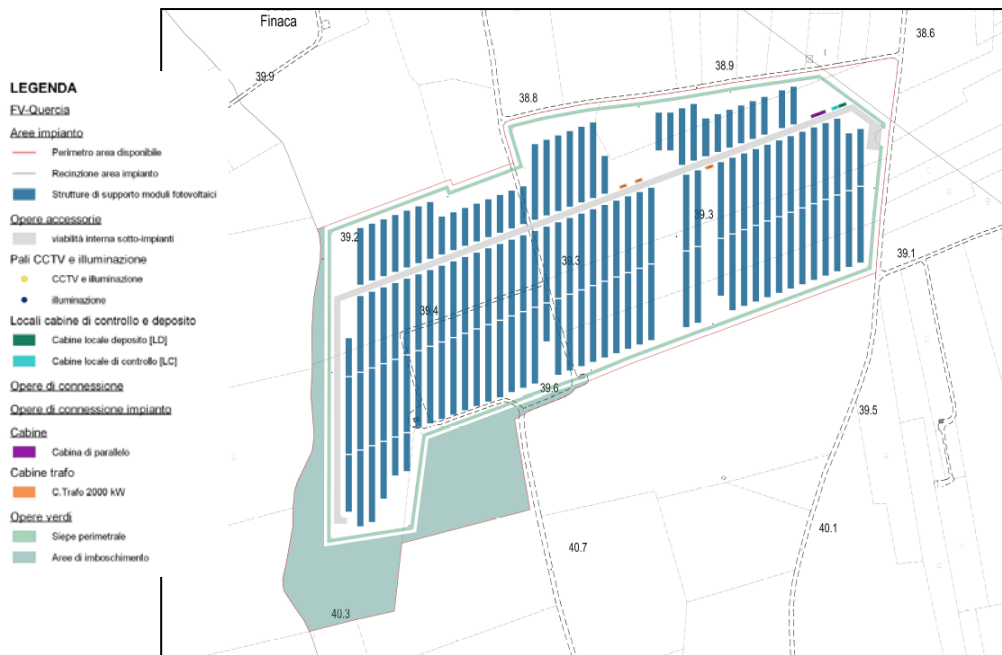 Finaca
38.6
39.9
38.9
38.8
LEGENDA
FV-Quercia
Aree impianto
Perimetro area disponibile
Recinzione area impianto
Strutture di supporto moduli fotovoltaici
Opere accessorie
viabilità interna sotto-impianti
Pali CCTV e illuminazione
CCTV e illuminazione
illuminazione
Locali cabine di controllo e deposito
Cabine locale deposito [LD]
Cabine locale di controllo [LC]
Opere di connessione
Opere di connessione impianto
Cabine
Cabina di parallelo
Cabine trafo
C.Trafo 2000 kW
Opere verdi
Siepe perimetrale
Aree di imboschimento
39.2
39.3
39.1
39.3
39.4
39.6
39.5
40.1
40.7
40.3